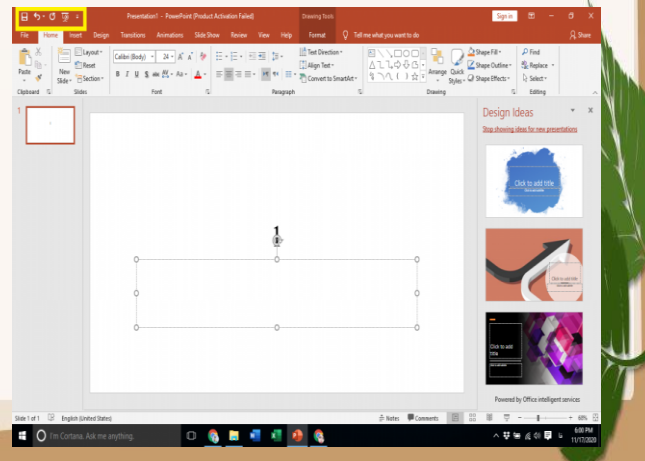 Presentation1 - PowerPoint (Product Activation Failed)
Drawing Tools
Sign in
File Home Insert Design Transitions Animations Slide Show Review View Help Format Tell me what you want to do
Share
Paste
New Slide
Layout
Reset
Section
Calibri (Body) 24
B I U S abc AV Aa A
Text Direction
Align Text
Convert to SmartArt
Arrange
Quick Styles
Shape Fill
Shape Outline
Shape Effects
Find
Replace
Select
Clipboard Slides Font Paragraph Drawing Editing
1
Design Ideas
Stop showing ideas for new presentations
Click to add title
1
Click to add title
Click to add title
Powered by Office intelligent services
Slide 1 of 1 English (United States) Notes Comments 60%
I'm Cortana. Ask me anything.
6:00 PM
11/17/2020